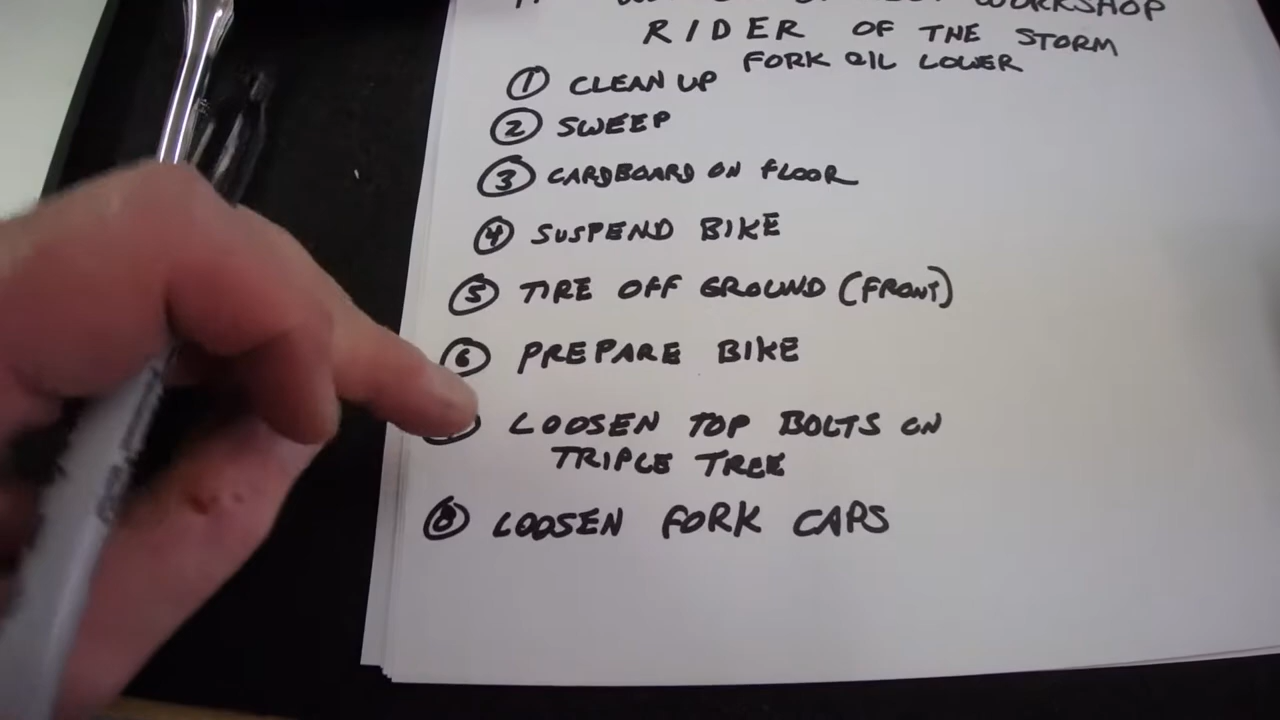 WORKSHOP
RIDER OF THE STORM
FORK OIL LOWER
① CLEAN UP
② SWEEP
③ CARDBOARD ON FLOOR
④ SUSPEND BIKE
⑤ TIRE OFF GROUND (FRONT)
⑥ PREPARE BIKE
LOOSEN TOP BOLTS ON
TRIPLE TREE
⑧ LOOSEN FORK CAPS